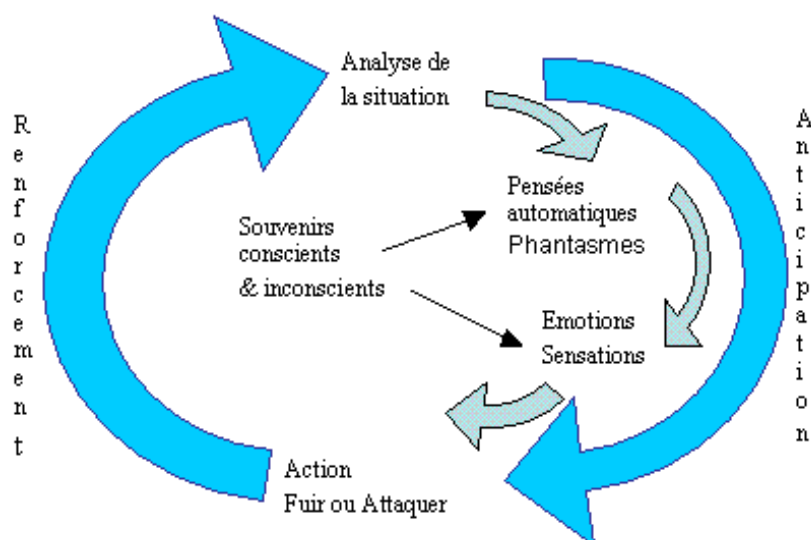 Analyse de
la situation
Renforcement
Anticipation
Pensées
automatiques
Phantasmes
Souvenirs
conscients
& inconscients
Emotions
Sensations
Action
Fuir ou Attaquer